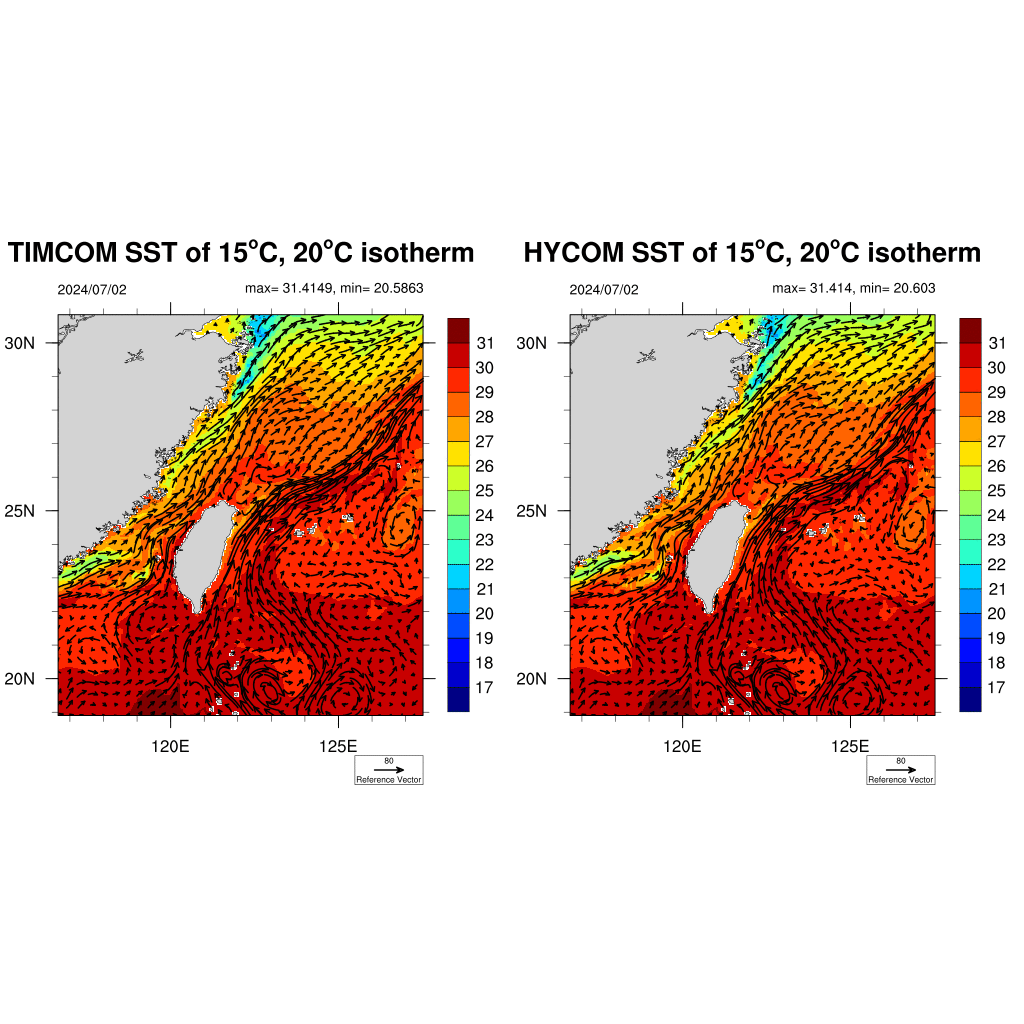 TIMCOM SST of 15°C, 20°C isotherm
2024/07/02
max= 31.4149, min= 20.5863
30N
25N
20N
120E
125E
31
30
29
28
27
26
25
24
23
22
21
20
19
18
17
80
Reference Vector
HYCOM SST of 15°C, 20°C isotherm
2024/07/02
max= 31.414, min= 20.603
30N
25N
20N
120E
125E
31
30
29
28
27
26
25
24
23
22
21
20
19
18
17
80
Reference Vector